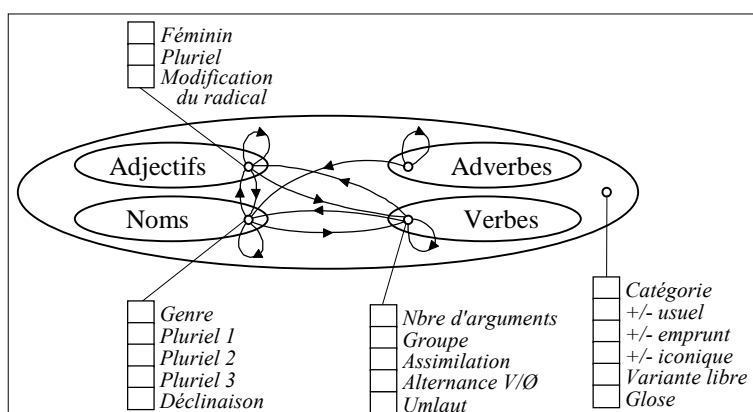 Féminin
Pluriel
Modification
du radical
Adjectifs
Adverbes
Noms
Verbes
Genre
Pluriel 1
Pluriel 2
Pluriel 3
Déclinaison
Nbre d'arguments
Groupe
Assimilation
Alternance V/Ø
Umlaut
Catégorie
+/- usuel
+/- emprunt
+/- iconique
Variante libre
Glose